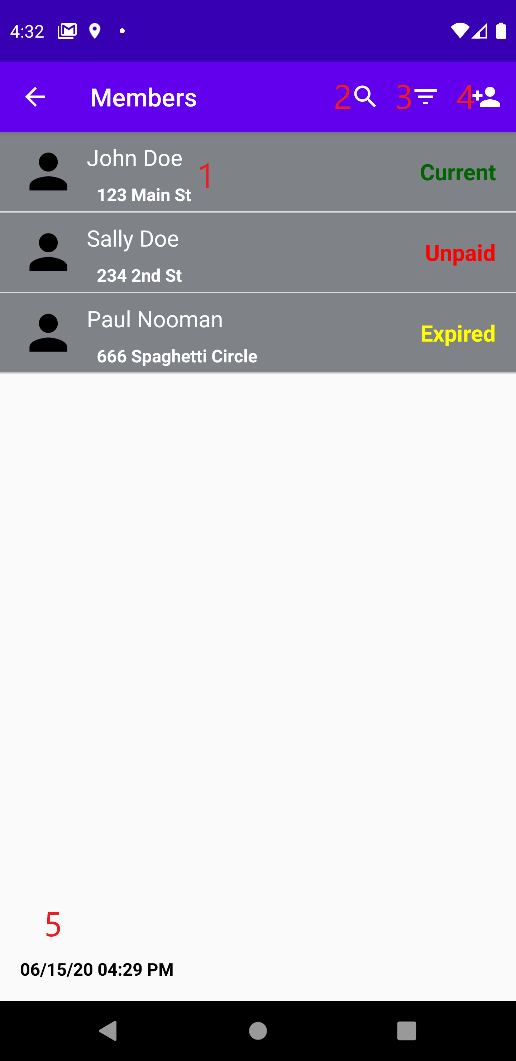 4:32
Members 2 3 4
John Doe 1
123 Main St
Current
Sally Doe
234 2nd St
Unpaid
Paul Nooman
666 Spaghetti Circle
Expired
5
06/15/20 04:29 PM